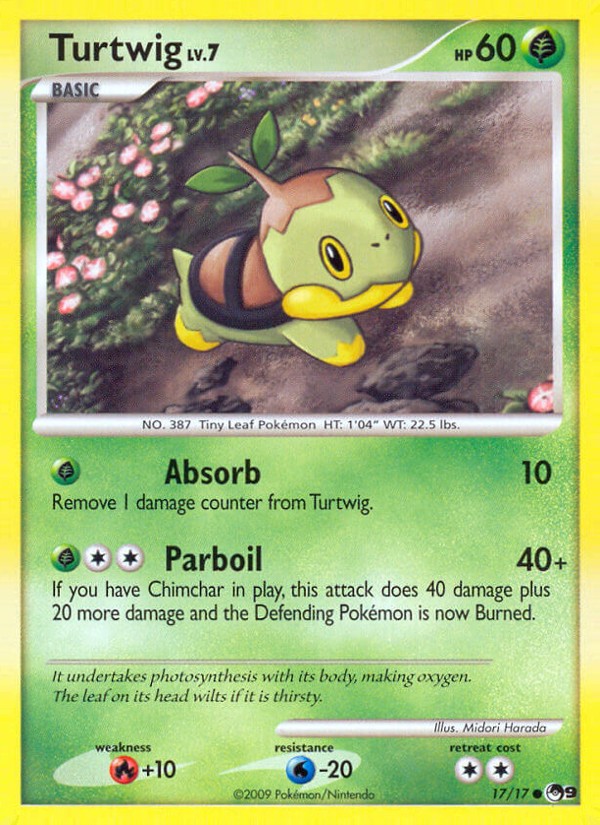 Turtwig LV.7
HP 60
BASIC
NO. 387 Tiny Leaf Pokémon HT: 1'04" WT: 22.5 lbs.
Absorb 10
Remove 1 damage counter from Turtwig.
Parboil 40+
If you have Chimchar in play, this attack does 40 damage plus
20 more damage and the Defending Pokémon is now Burned.
It undertakes photosynthesis with its body, making oxygen.
The leaf on its head wilts if it is thirsty.
Illus. Midori Harada
weakness resistance retreat cost
+10 -20
©2009 Pokémon/Nintendo 17/17 9